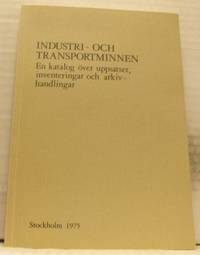 INDUSTRI- OCH
TRANSPORTMINNEN
En katalog över uppsatser,
inventeringar och arkiv-
handlingar
Stockholm 1975